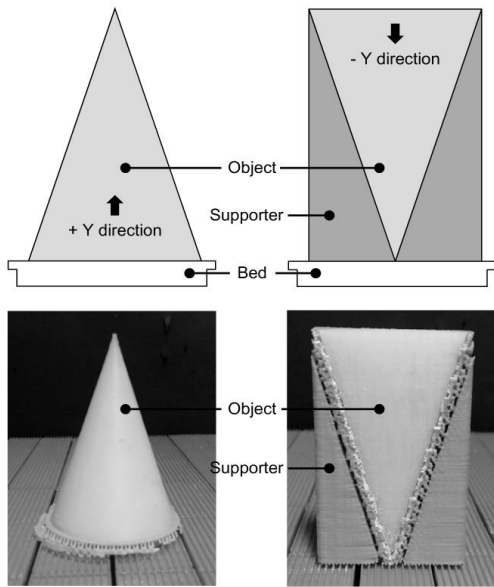 - Y direction
Object
Supporter
+ Y direction
Bed
Object
Supporter